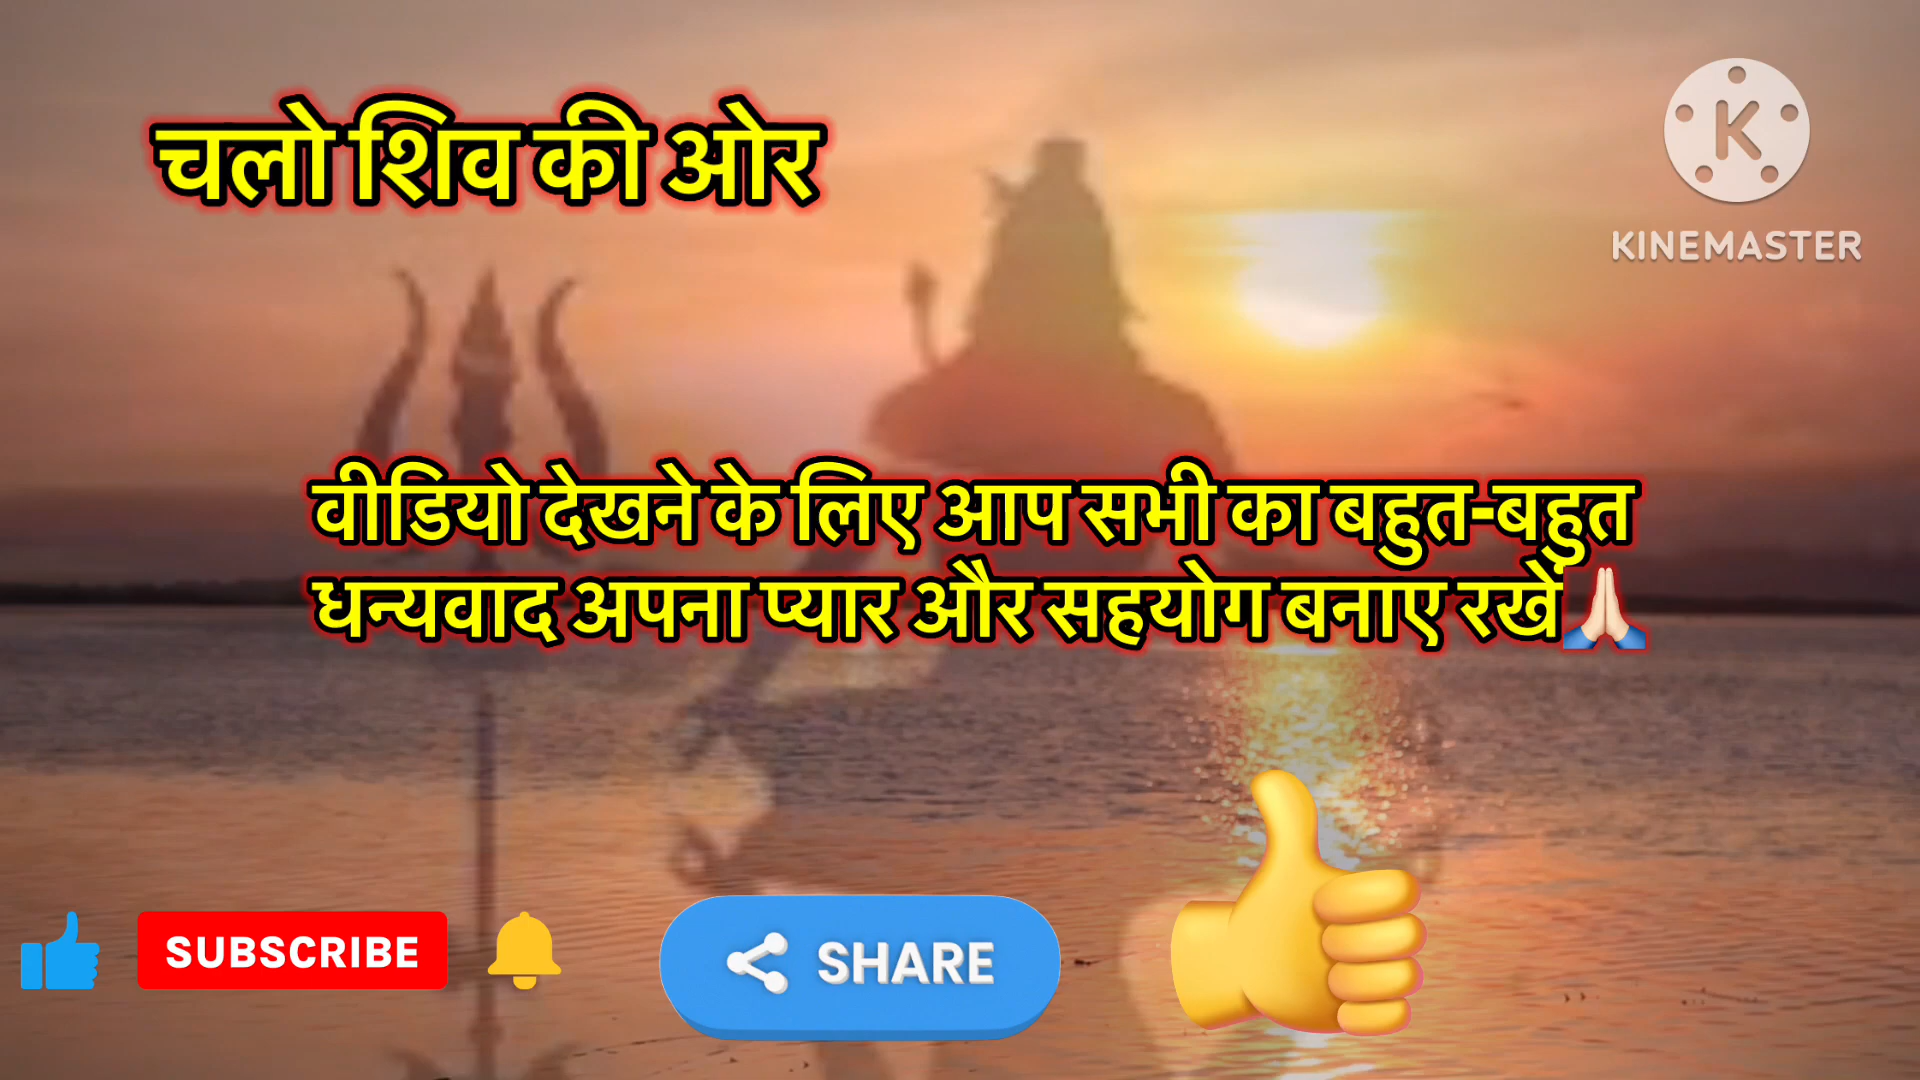 चलो शिव की ओर
K
KINEMASTER
वीडियो देखने के लिए आप सभी का बहुत-बहुत
धन्यवाद अपना प्यार और सहयोग बनाए रखें🙏🏻
SUBSCRIBE
SHARE